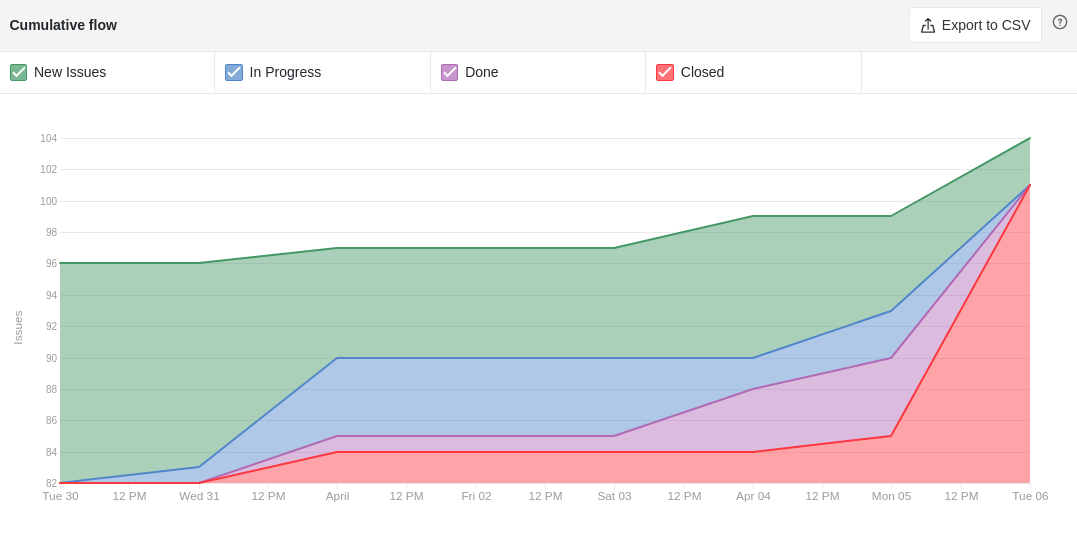 Cumulative flow
Export to CSV
New Issues
In Progress
Done
Closed
104
102
100
98
96
94
92
90
88
86
84
82
Issues
Tue 30 12 PM Wed 31 12 PM April 12 PM Fri 02 12 PM Sat 03 12 PM Apr 04 12 PM Mon 05 12 PM Tue 06